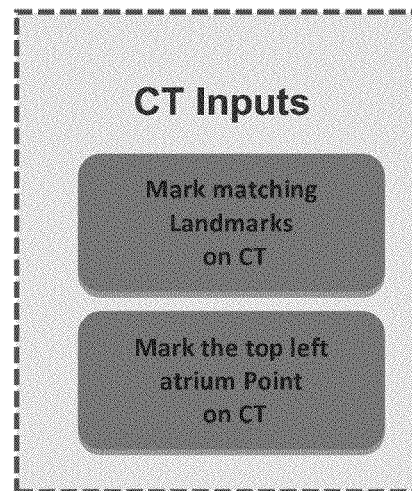 CT Inputs
Mark matching
Landmarks
on CT
Mark the top left
atrium Point
on CT